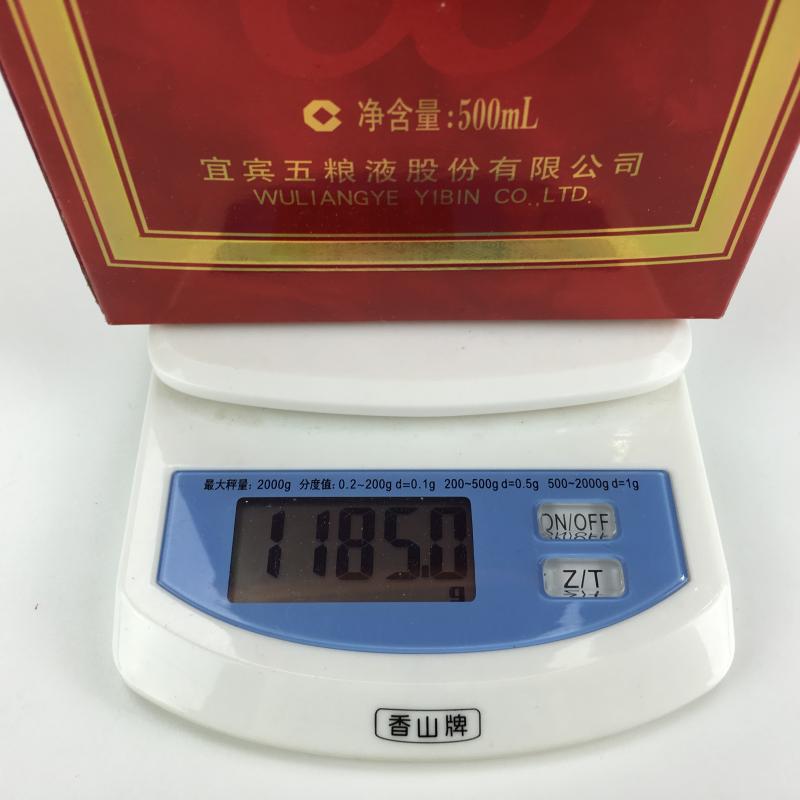 净含量:500mL
宜宾五粮液股份有限公司
WULIANGYE YIBIN CO.,LTD.
最大秤量: 2000g 分度值: 0.2~200g d=0.1g 200~500g d=0.5g 500~2000g d=1g
1185.0
g
ON/OFF
Z/T
香山牌